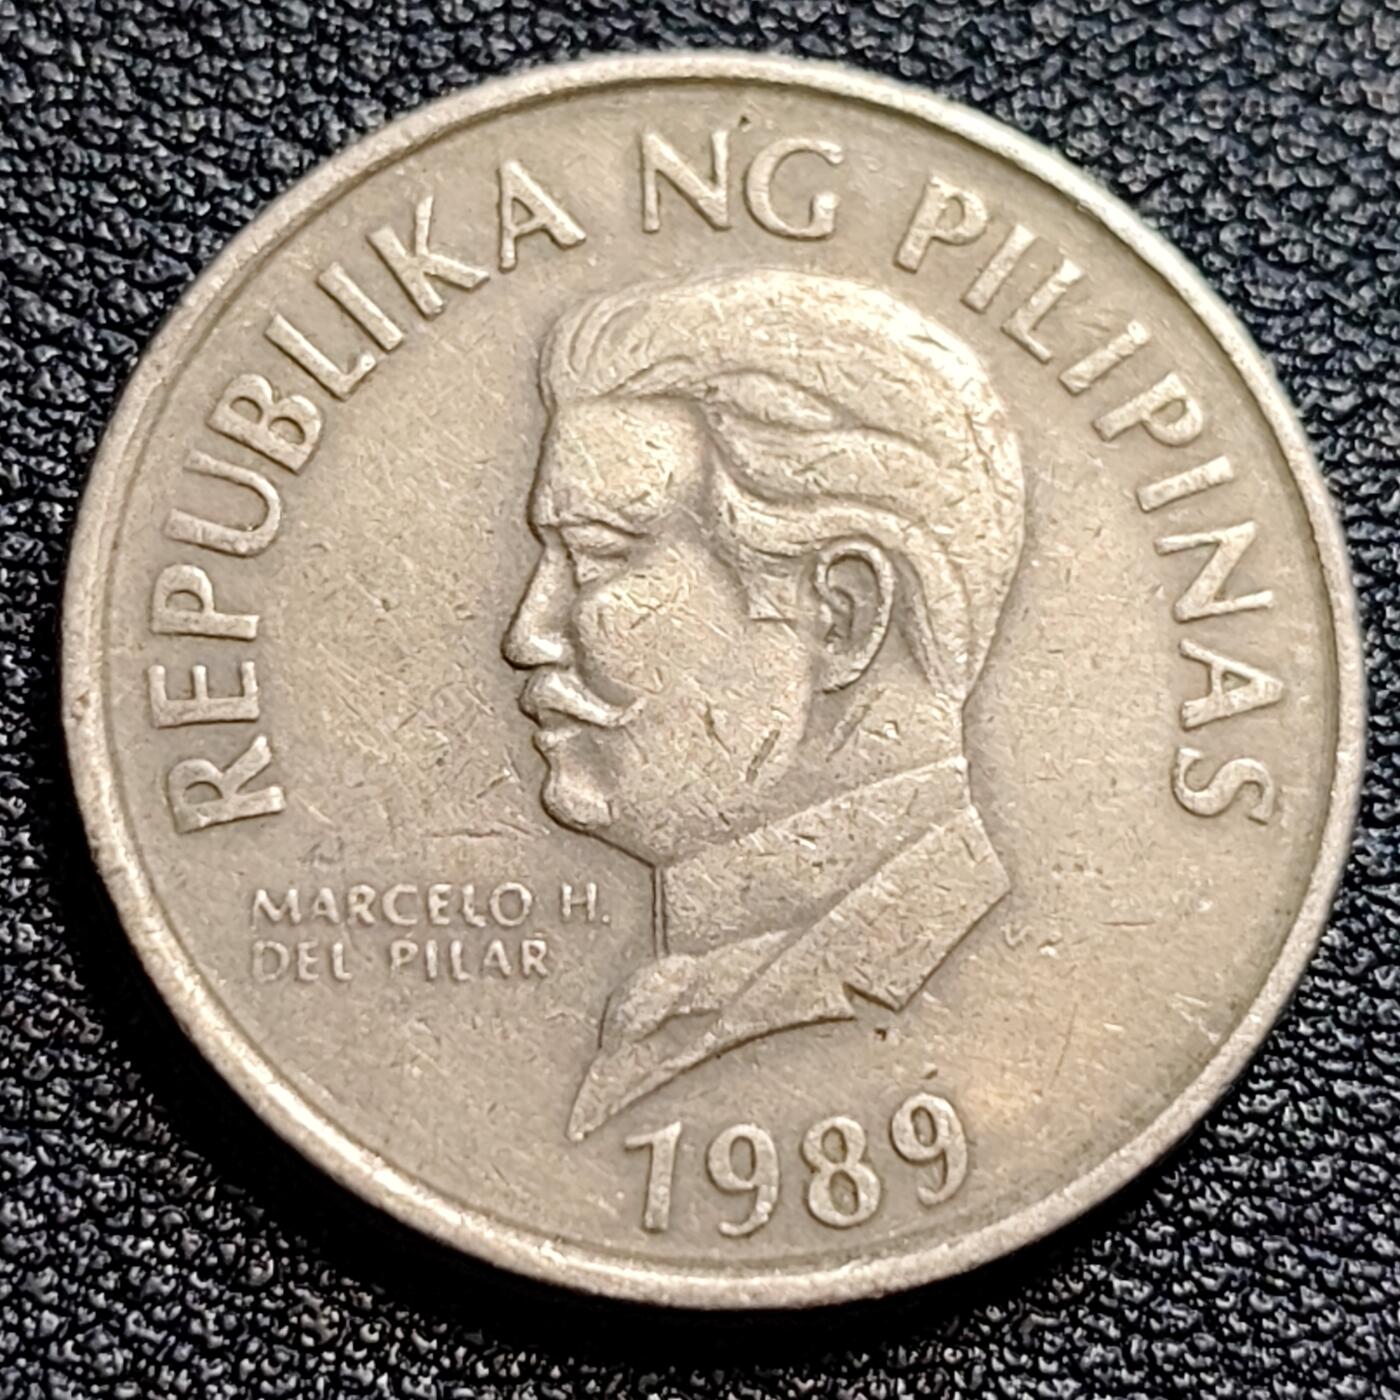 REPUBLIKA NG PILIPINAS
MARCELO H.
DEL PILAR
1989